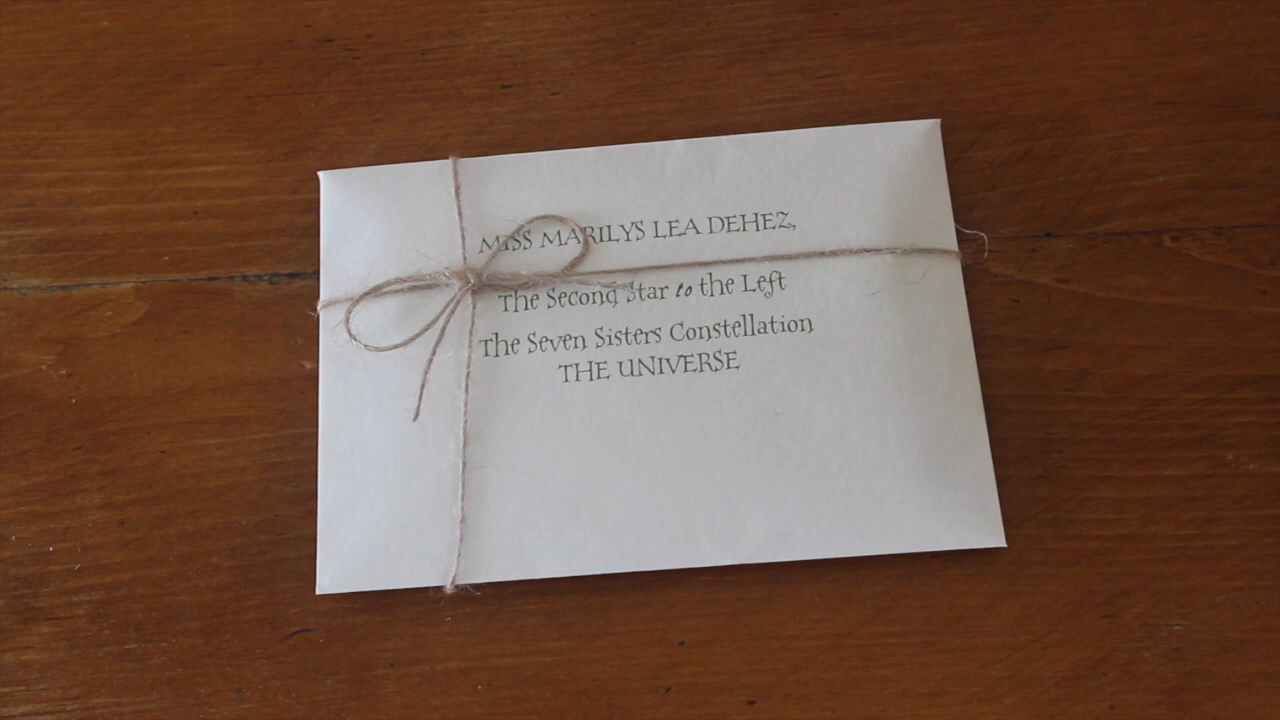 MISS MARILYS LEA DEHEZ,
The Second Star to the Left
The Seven Sisters Constellation
THE UNIVERSE